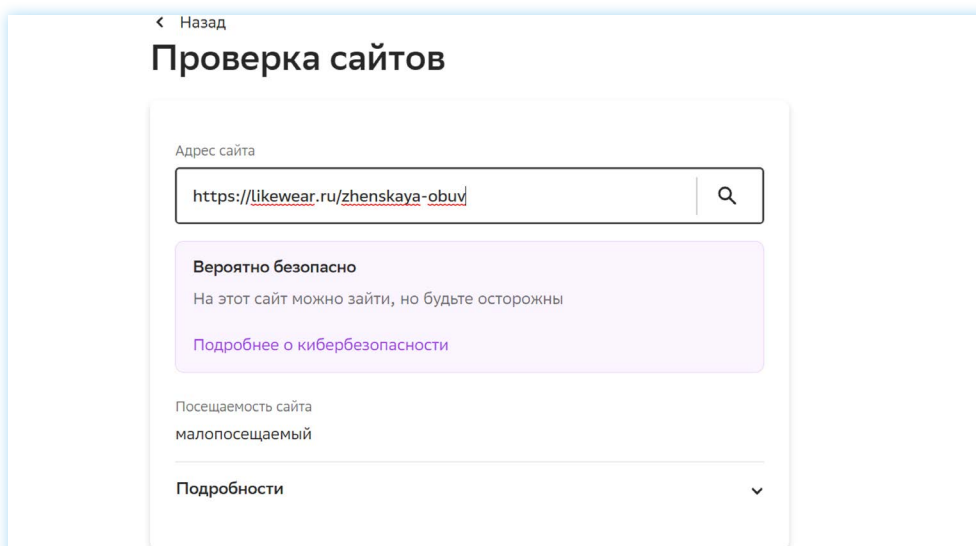 Назад
Проверка сайтов
Адрес сайта
https://likewear.ru/zhenskaya-obuv
Вероятно безопасно
На этот сайт можно зайти, но будьте осторожны
Подробнее о кибербезопасности
Посещаемость сайта
малопосещаемый
Подробности